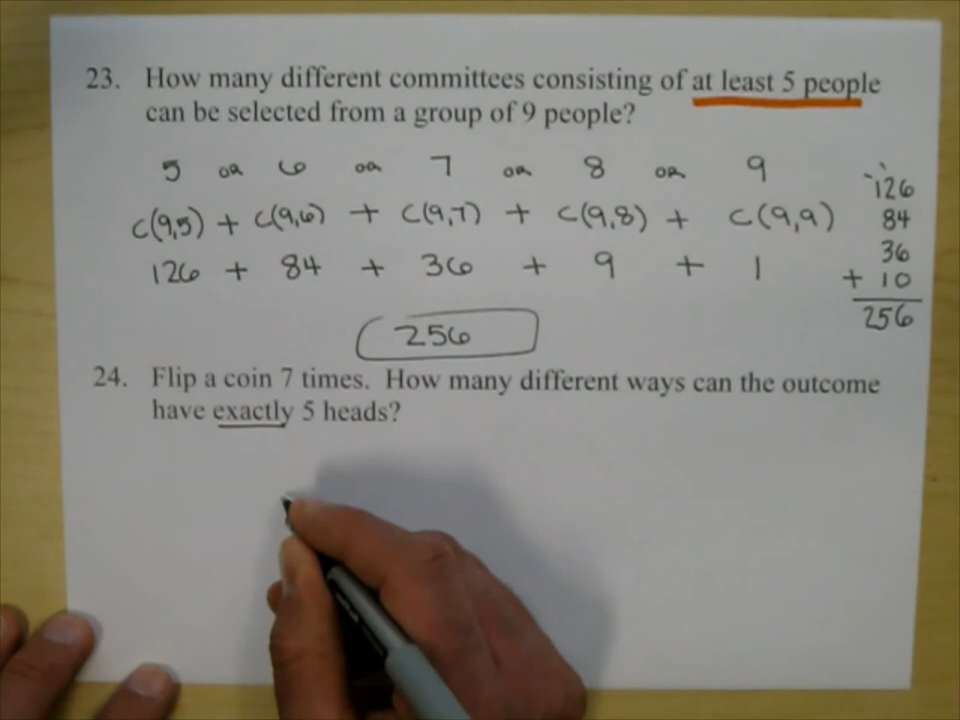 23. How many different committees consisting of at least 5 people
can be selected from a group of 9 people?
5 OR 6 OR 7 OR 8 OR 9
C(9,5) + C(9,6) + C(9,7) + C(9,8) + C(9,9)
126 + 84 + 36 + 9 + 1
126
84
36
+ 10
256
256
24. Flip a coin 7 times. How many different ways can the outcome
have exactly 5 heads?